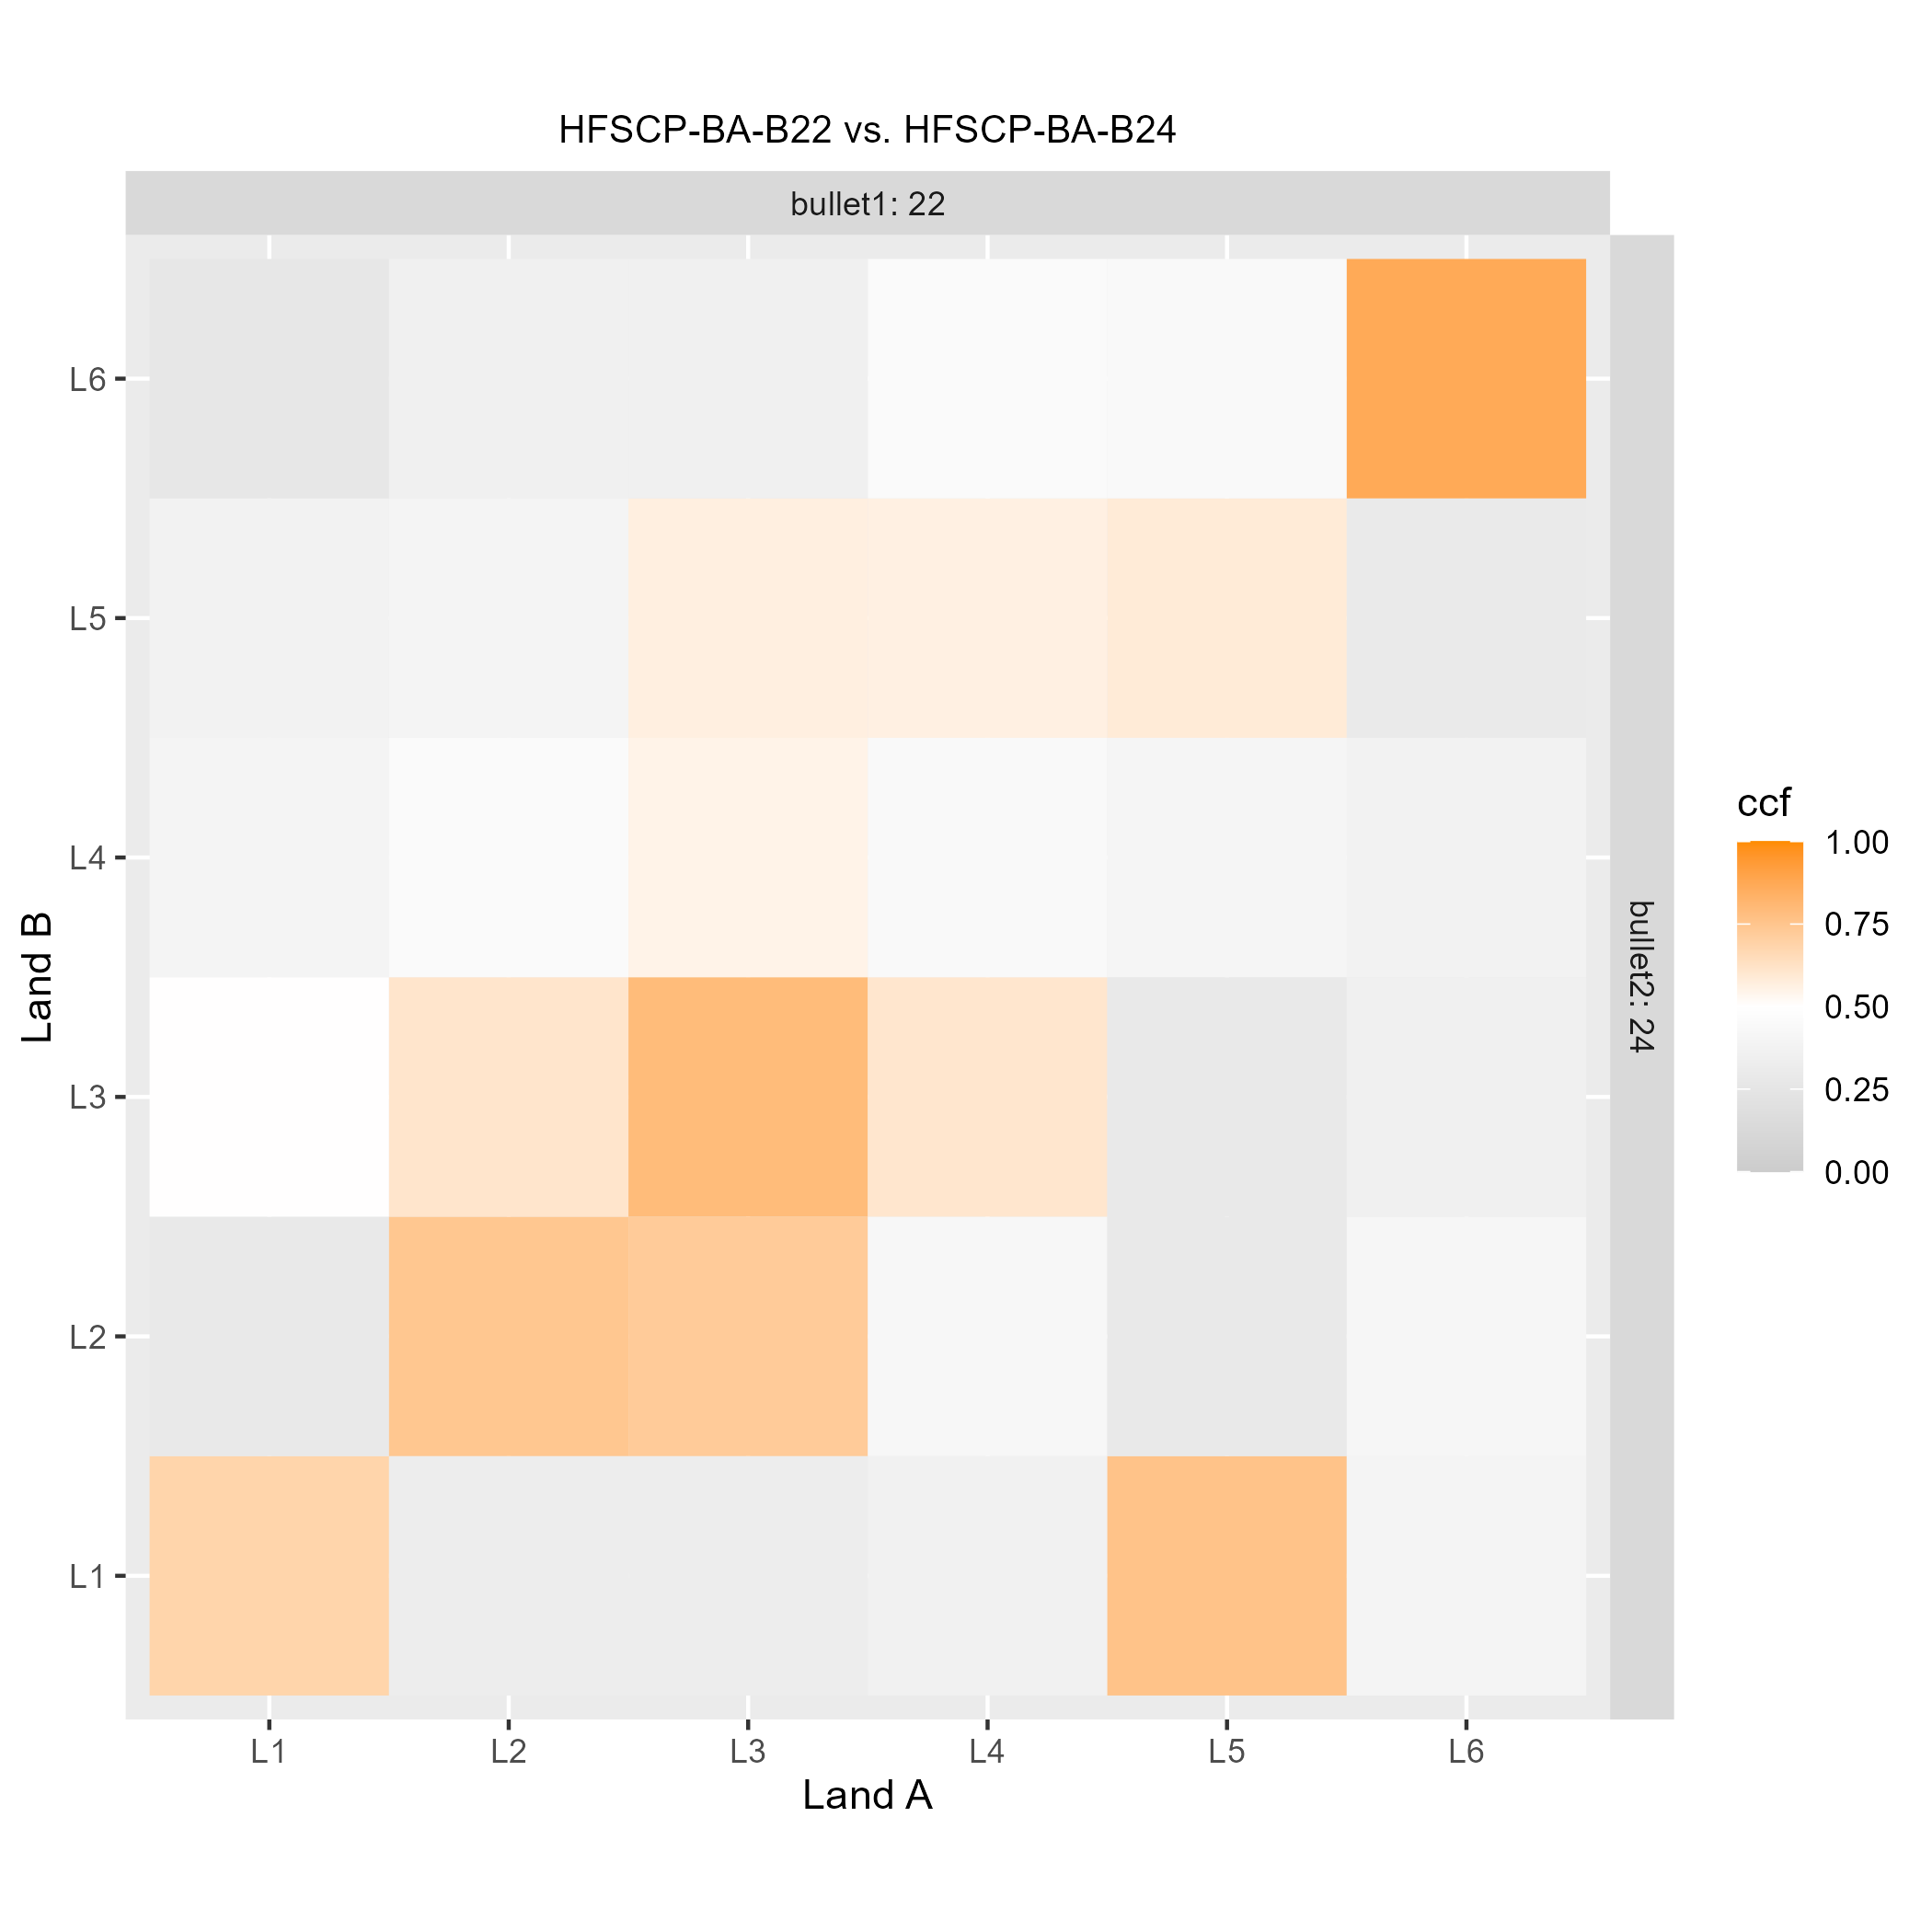 HFSCP-BA-B22 vs. HFSCP-BA-B24
bullet1: 22
L6
L5
L4
L3
L2
L1
Land B
L1
L2
L3
L4
L5
L6
Land A
bullet2: 24
ccf
1.00
0.75
0.50
0.25
0.00